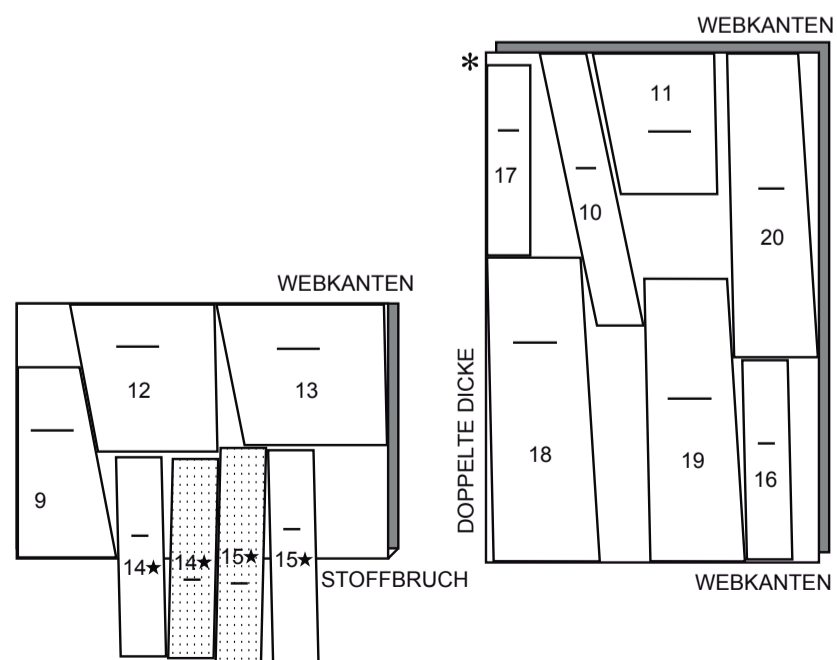 WEBKANTEN
*
11
17
10
20
WEBKANTEN
12
13
DOPPELTE DICKE
18
19
16
9
14★ 14★ 15★ 15★
STOFFBRUCH
WEBKANTEN